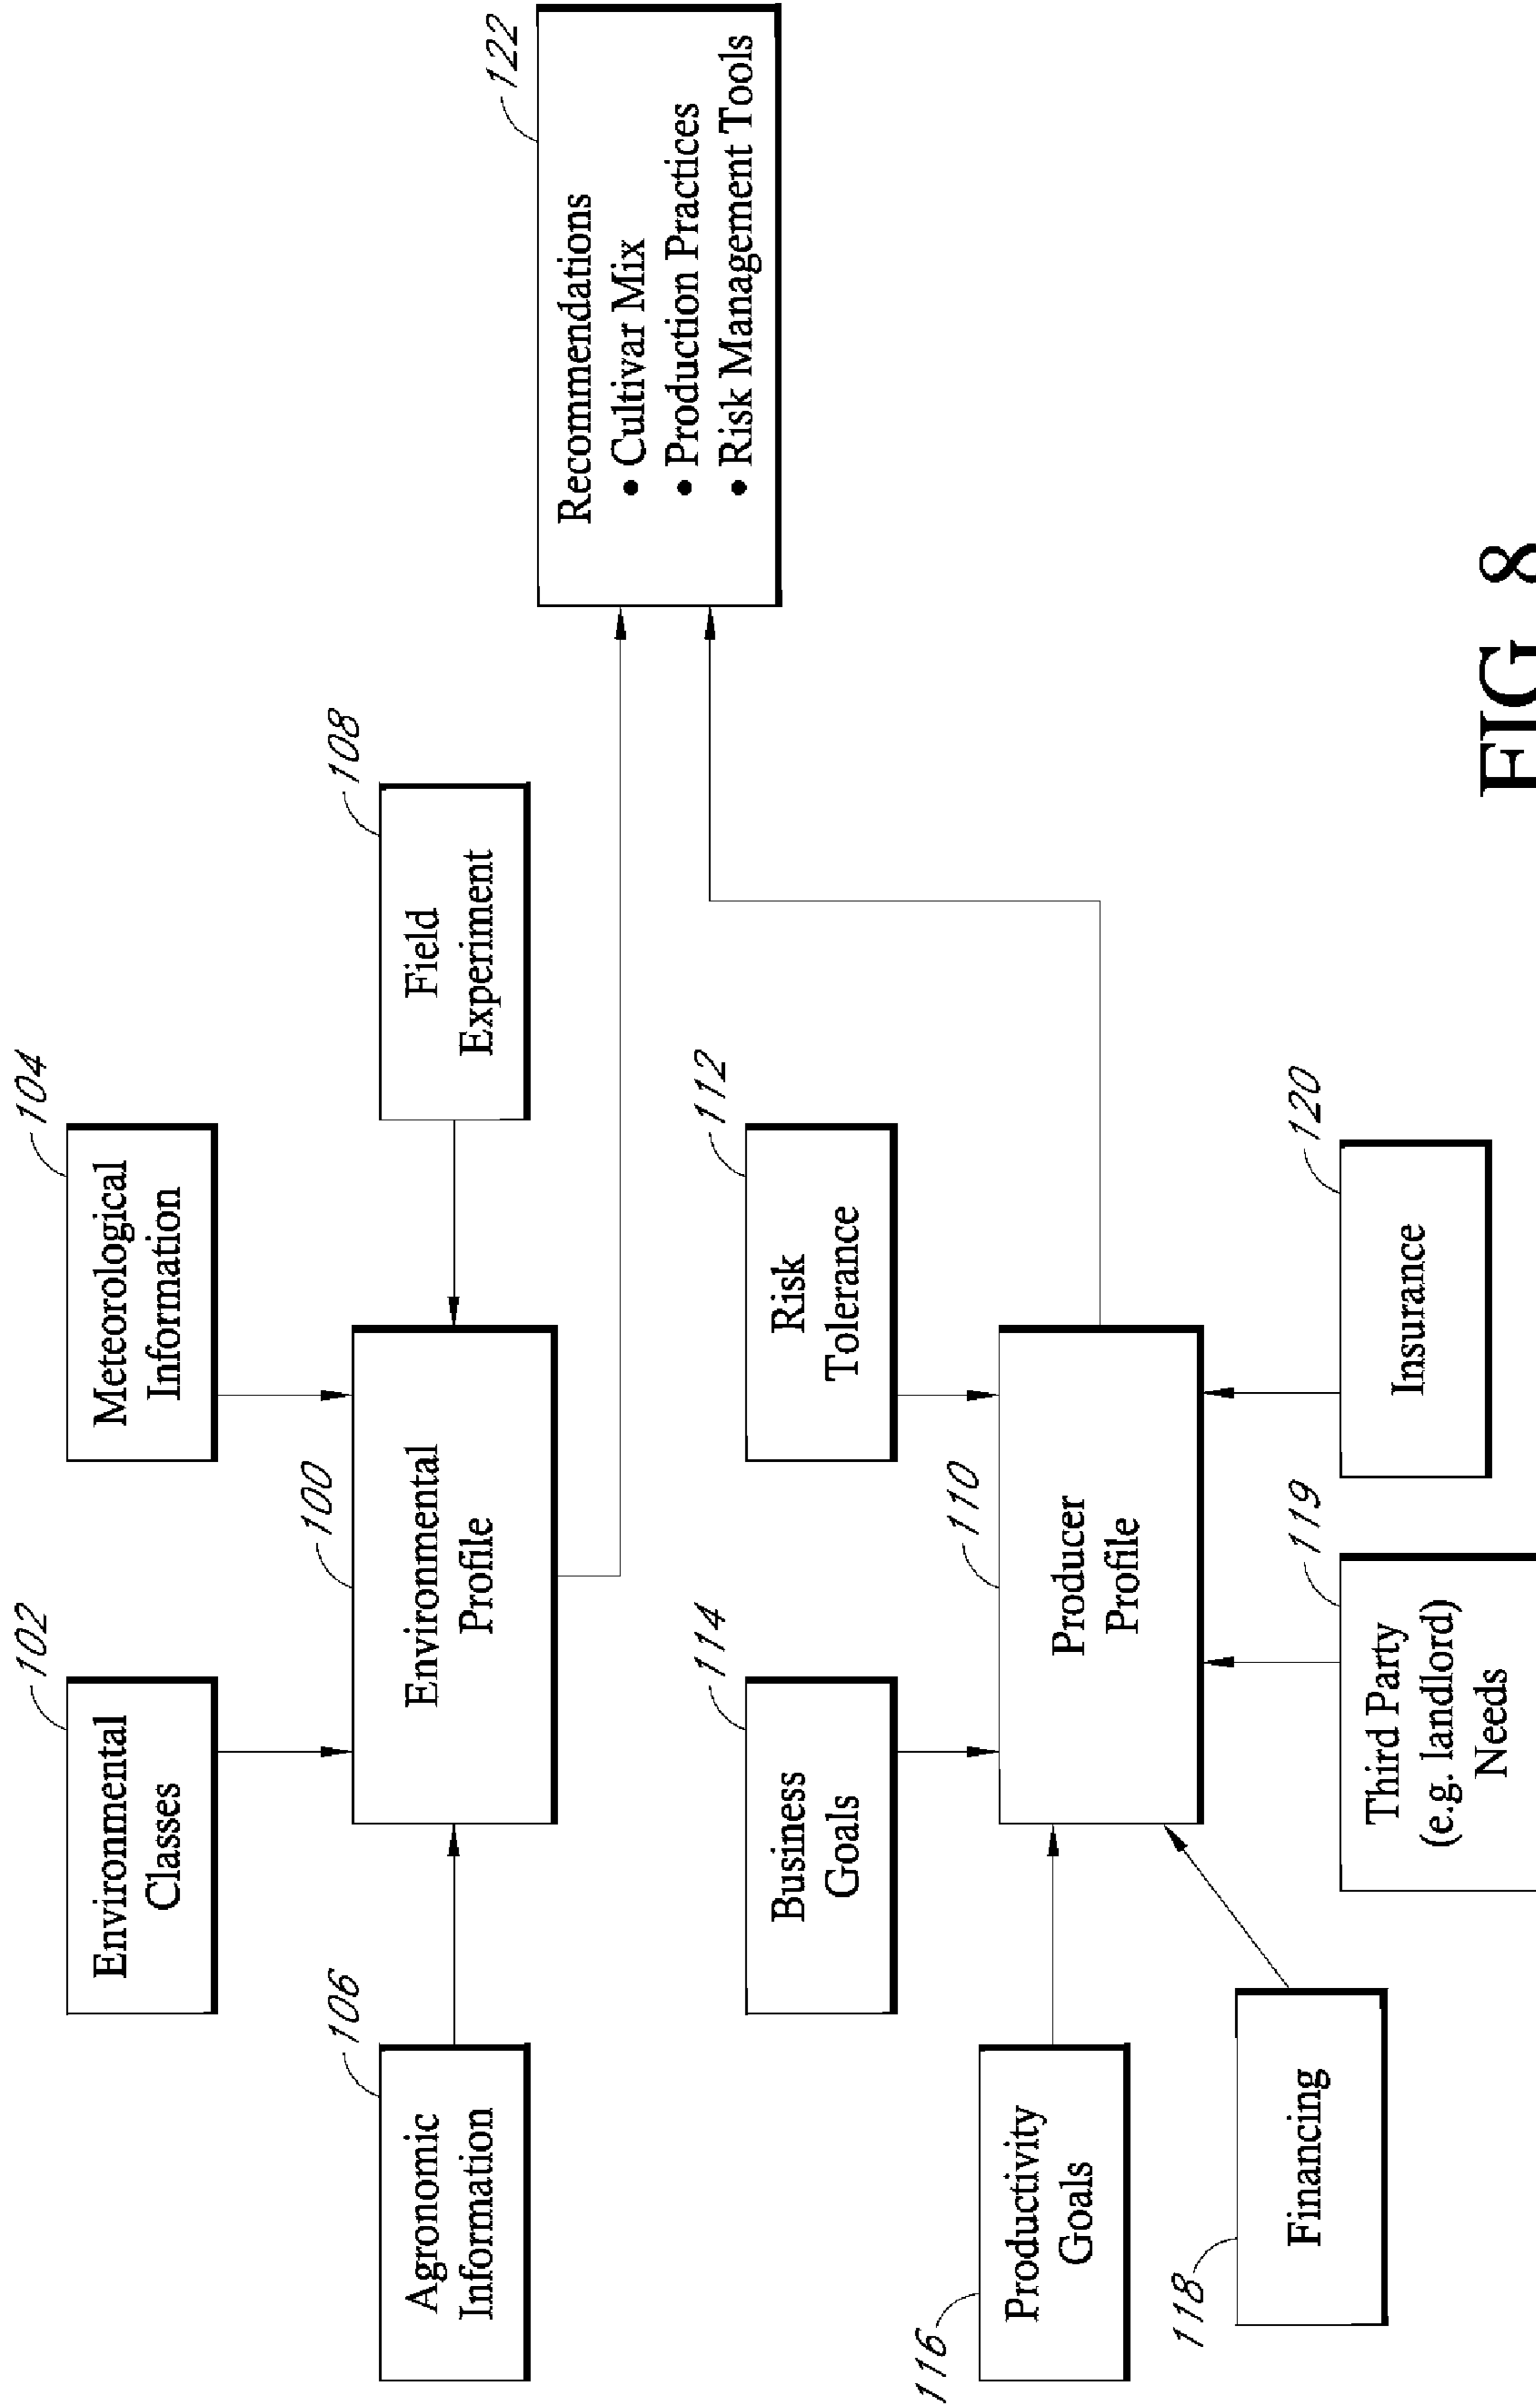 102
Environmental
Classes
104
Meteorological
Information
106
Agronomic
Information
100
Environmental
Profile
108
Field
Experiment
122
Recommendations
• Cultivar Mix
• Production Practices
• Risk Management Tools
114
Business
Goals
112
Risk
Tolerance
116
Productivity
Goals
110
Producer
Profile
118
Financing
119
Third Party
(e.g. landlord)
Needs
120
Insurance
FIG 8